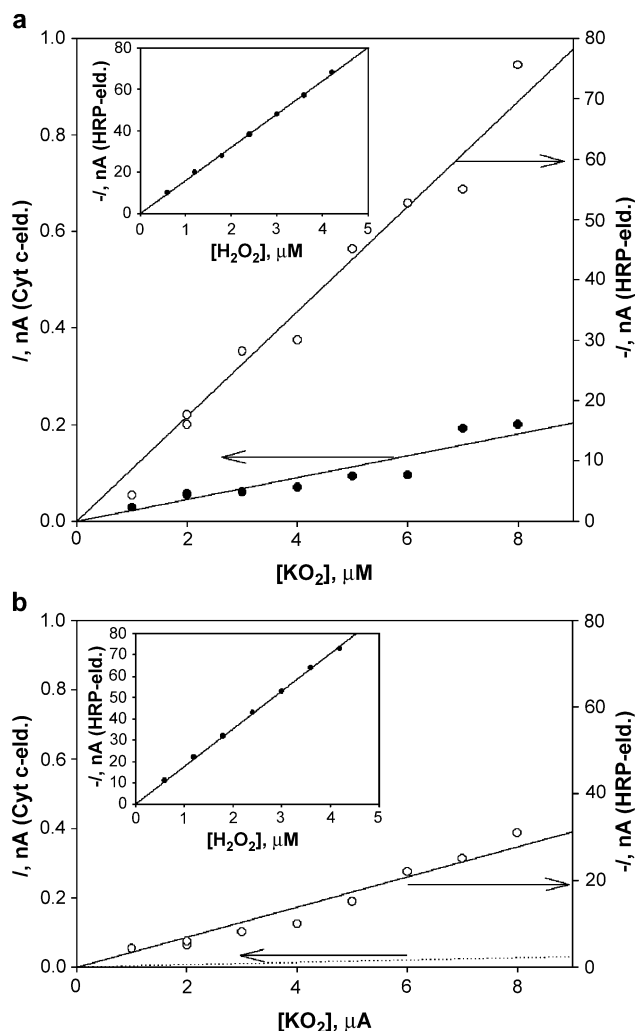 a
1.0
0.8
0.6
0.4
0.2
0.0
I, nA (Cyt c-eld.)
80
70
60
50
40
30
20
10
0
-I, nA (HRP-eld.)
80
60
40
20
0
-I, nA (HRP-eld.)
0 1 2 3 4 5
[H₂O₂], μM
0 2 4 6 8
[KO₂], μM
b
1.0
0.8
0.6
0.4
0.2
0.0
I, nA (Cyt c-eld.)
80
60
40
20
0
-I, nA (HRP-eld.)
80
70
60
50
40
30
20
10
0
-I, nA (HRP-eld.)
0 1 2 3 4 5
[H₂O₂], μM
0 2 4 6 8
[KO₂], μA